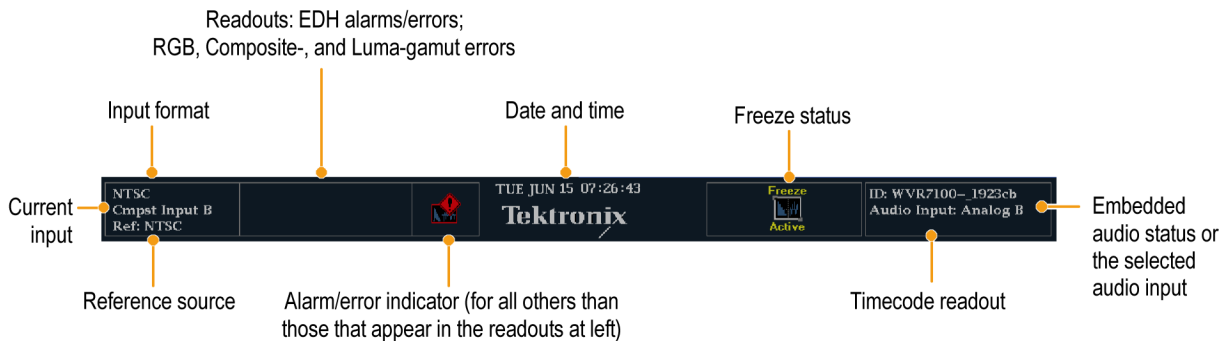 Readouts: EDH alarms/errors;
RGB, Composite-, and Luma-gamut errors
Input format
Date and time
Freeze status
Current
input
NTSC
Cmpst Input B
Ref: NTSC
TUE JUN 15 07:26:43
Tektronix
Freeze
Active
ID: WVR7100-_1923cb
Audio Input: Analog B
Embedded
audio status or
the selected
audio input
Reference source
Alarm/error indicator (for all others than
those that appear in the readouts at left)
Timecode readout